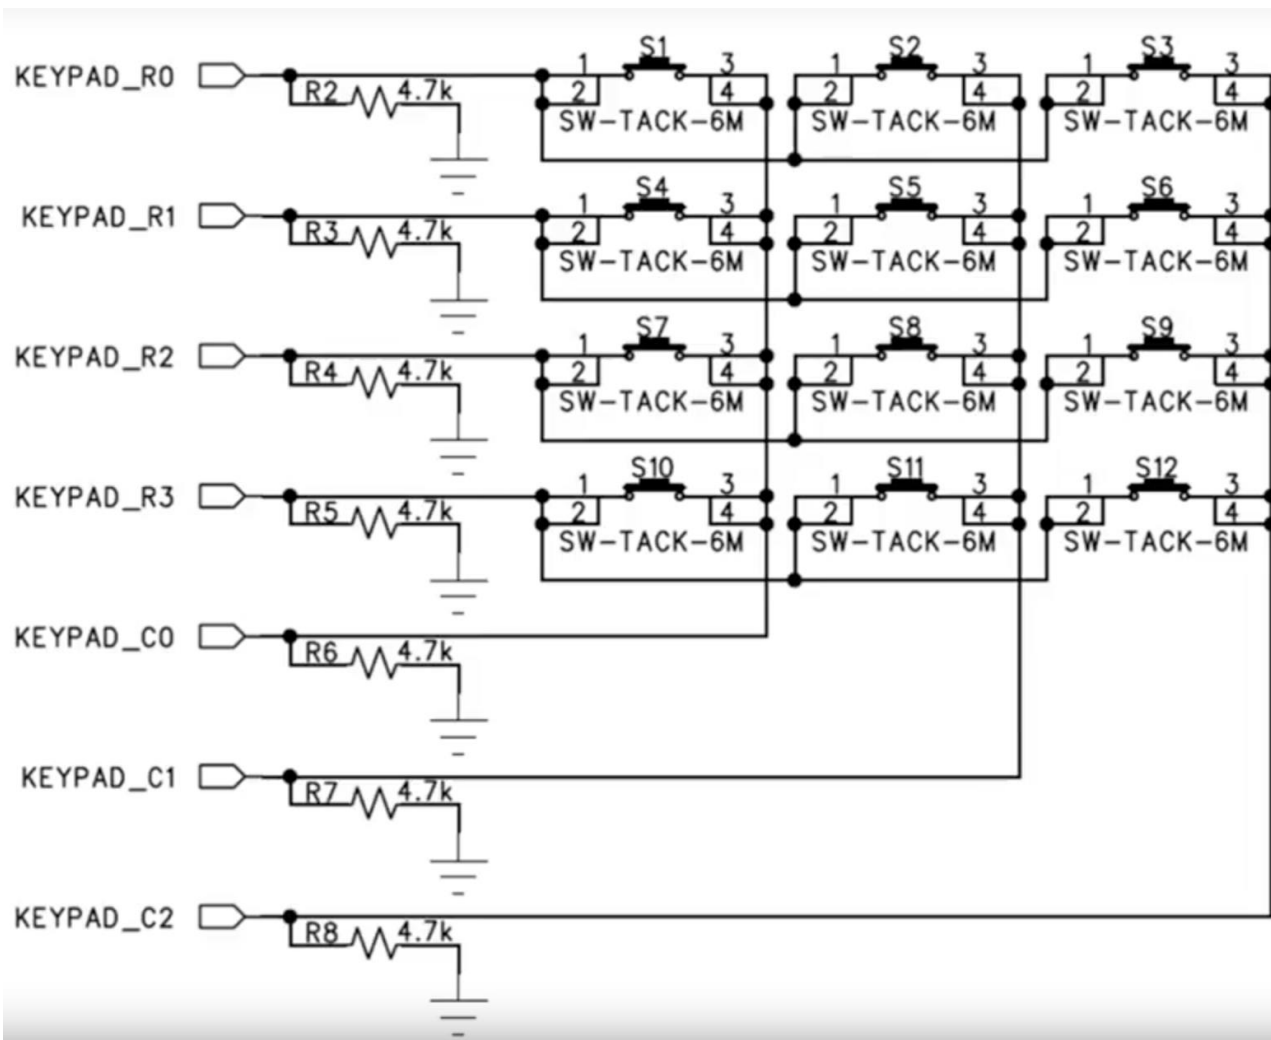 S1 S2 S3
KEYPAD_R0 1 3 1 3 1 3
R2 4.7k 2 4 2 4 2 4
SW-TACK-6M SW-TACK-6M SW-TACK-6M
S4 S5 S6
KEYPAD_R1 1 3 1 3 1 3
R3 4.7k 2 4 2 4 2 4
SW-TACK-6M SW-TACK-6M SW-TACK-6M
S7 S8 S9
KEYPAD_R2 1 3 1 3 1 3
R4 4.7k 2 4 2 4 2 4
SW-TACK-6M SW-TACK-6M SW-TACK-6M
S10 S11 S12
KEYPAD_R3 1 3 1 3 1 3
R5 4.7k 2 4 2 4 2 4
SW-TACK-6M SW-TACK-6M SW-TACK-6M
KEYPAD_C0
R6 4.7k
KEYPAD_C1
R7 4.7k
KEYPAD_C2
R8 4.7k